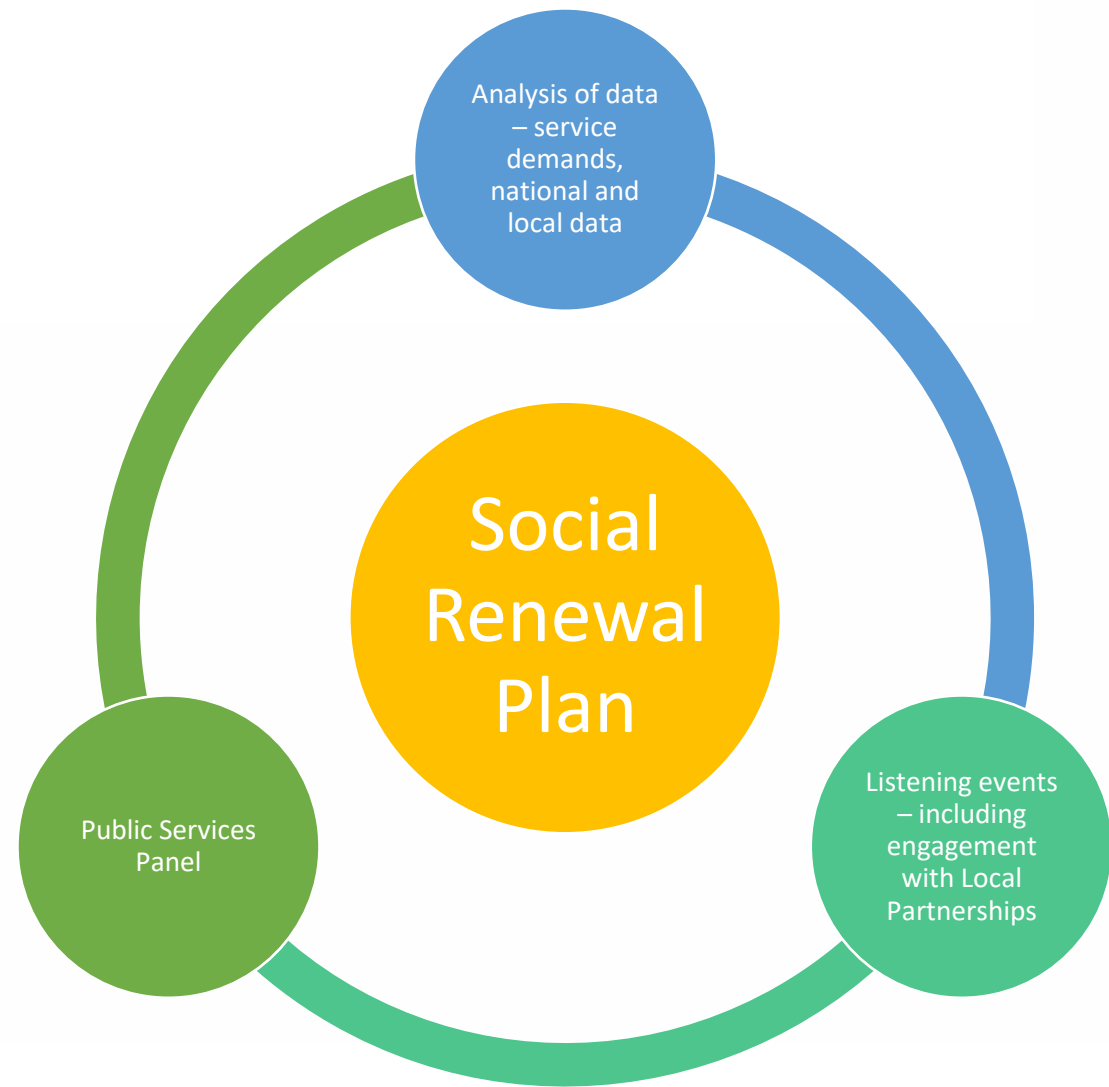 Analysis of data
– service
demands,
national and
local data
Social
Renewal
Plan
Listening events
– including
engagement
with Local
Partnerships
Public Services
Panel